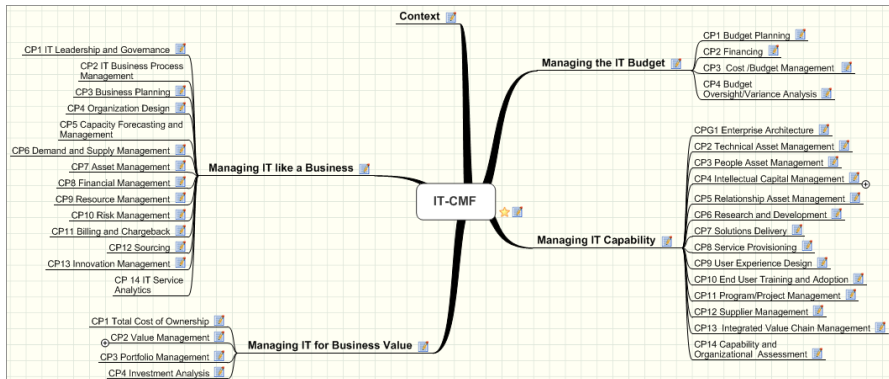 Context
CP1 IT Leadership and Governance
CP2 IT Business Process
Management
CP3 Business Planning
CP4 Organization Design
CP5 Capacity Forecasting and
Management
CP6 Demand and Supply Management
CP7 Asset Management
CP8 Financial Management
CP9 Resource Management
CP10 Risk Management
CP11 Billing and Chargeback
CP12 Sourcing
CP13 Innovation Management
CP 14 IT Service
Analytics
Managing IT like a Business
CP1 Total Cost of Ownership
CP2 Value Management
CP3 Portfolio Management
CP4 Investment Analysis
Managing IT for Business Value
IT-CMF
Managing the IT Budget
CP1 Budget Planning
CP2 Financing
CP3 Cost /Budget Management
CP4 Budget
Oversight/Variance Analysis
Managing IT Capability
CPG1 Enterprise Architecture
CP2 Technical Asset Management
CP3 People Asset Management
CP4 Intellectual Capital Management
CP5 Relationship Asset Management
CP6 Research and Development
CP7 Solutions Delivery
CP8 Service Provisioning
CP9 User Experience Design
CP10 End User Training and Adoption
CP11 Program/Project Management
CP12 Supplier Management
CP13 Integrated Value Chain Management
CP14 Capability and
Organizational Assessment